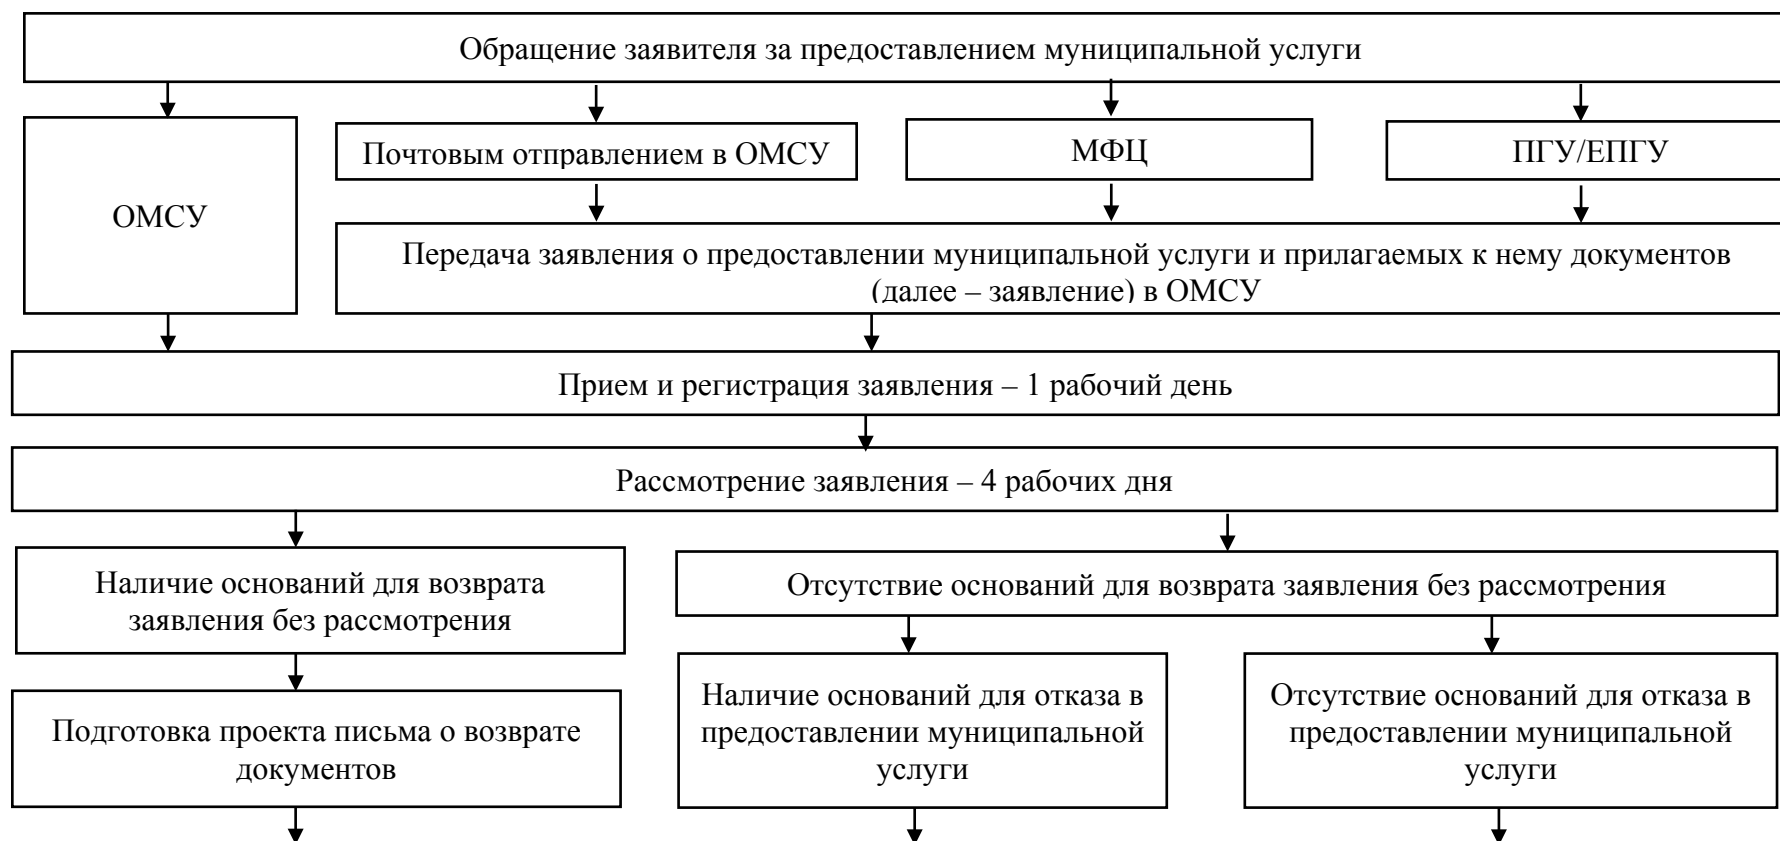 Обращение заявителя за предоставлением муниципальной услуги
ОМСУ
Почтовым отправлением в ОМСУ
МФЦ
ПГУ/ЕПГУ
Передача заявления о предоставлении муниципальной услуги и прилагаемых к нему документов
(далее – заявление) в ОМСУ
Прием и регистрация заявления – 1 рабочий день
Рассмотрение заявления – 4 рабочих дня
Наличие оснований для возврата
заявления без рассмотрения
Отсутствие оснований для возврата заявления без рассмотрения
Подготовка проекта письма о возврате
документов
Наличие оснований для отказа в
предоставлении муниципальной
услуги
Отсутствие оснований для отказа в
предоставлении муниципальной
услуги